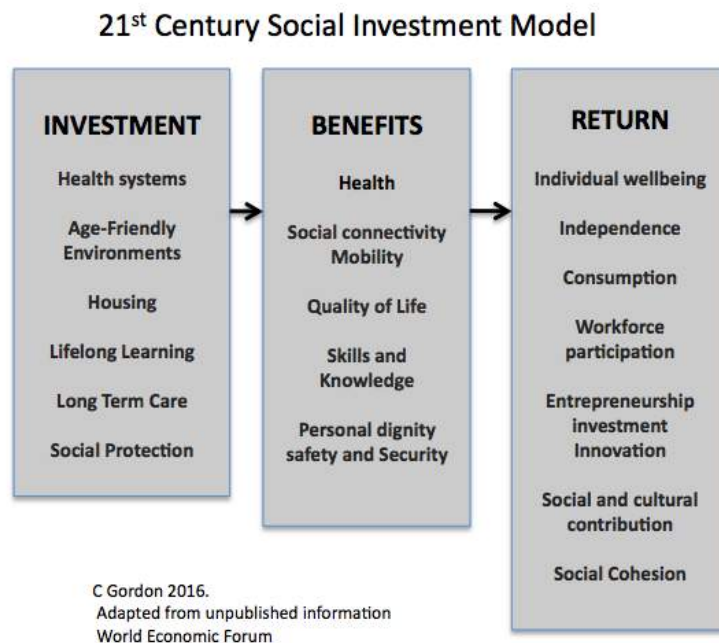 21st Century Social Investment Model
INVESTMENT
Health systems
Age-Friendly
Environments
Housing
Lifelong Learning
Long Term Care
Social Protection
BENEFITS
Health
Social connectivity
Mobility
Quality of Life
Skills and
Knowledge
Personal dignity
safety and Security
RETURN
Individual wellbeing
Independence
Consumption
Workforce
participation
Entrepreneurship
investment
Innovation
Social and cultural
contribution
Social Cohesion
C Gordon 2016.
Adapted from unpublished information
World Economic Forum